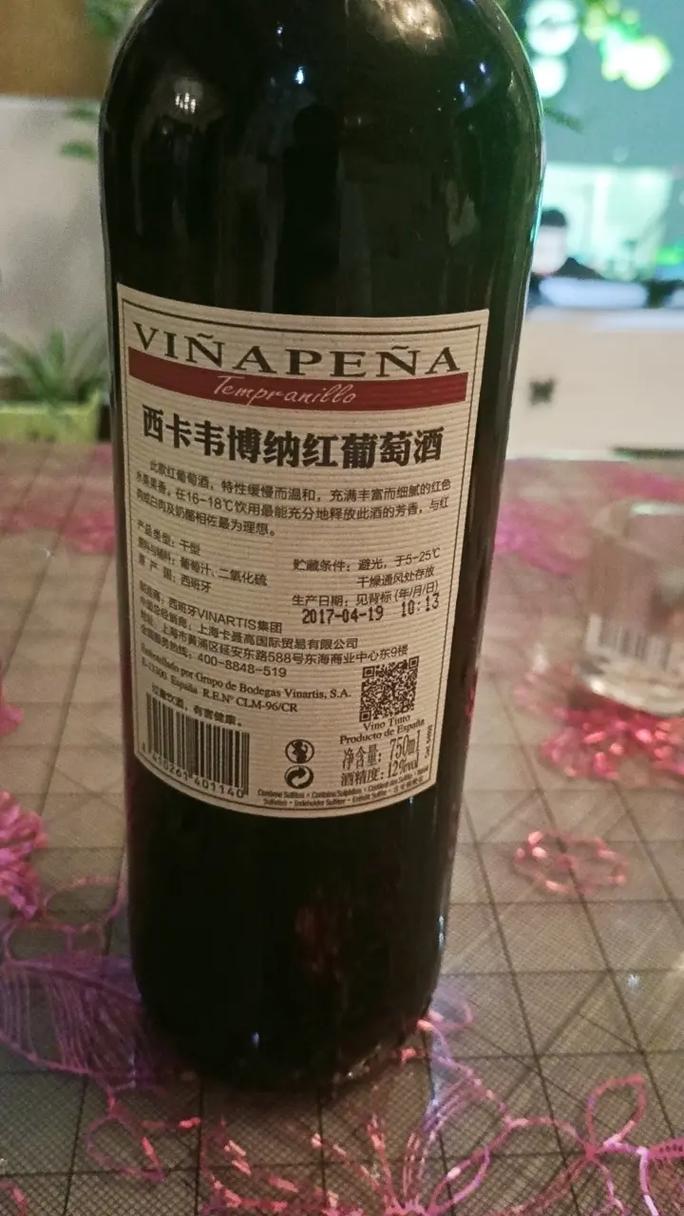 VIÑAPEÑA
Tempranillo
西卡韦博纳红葡萄酒
此款红葡萄酒，特性缓慢而温和，充满丰富而细腻的红色
水果果香，在16-18℃饮用最能充分地释放此酒的芳香，与红
肉或白肉及奶酪相佐最为理想。
产品类型：干型
原料与辅料：葡萄汁、二氧化硫
原产国：西班牙
贮藏条件：避光，于5-25℃
干燥通风处存放
生产日期：见背标(年/月/日)
2017-04-19 10:13
制造商：西班牙VINARTIS集团
中国总经销商：上海卡聂高国际贸易有限公司
地址：上海市黄浦区延安东路588号东海商业中心东9楼
全国服务热线：400-8848-519
Embotellado por Grupo de Bodegas Vinartis, S.A.
E-13300. España R.E.Nº CLM-96/CR
过量饮酒，有害健康。
Vino Tinto
Producto de España
净含量：750ml
酒精度：12%vol
8 410261 401140